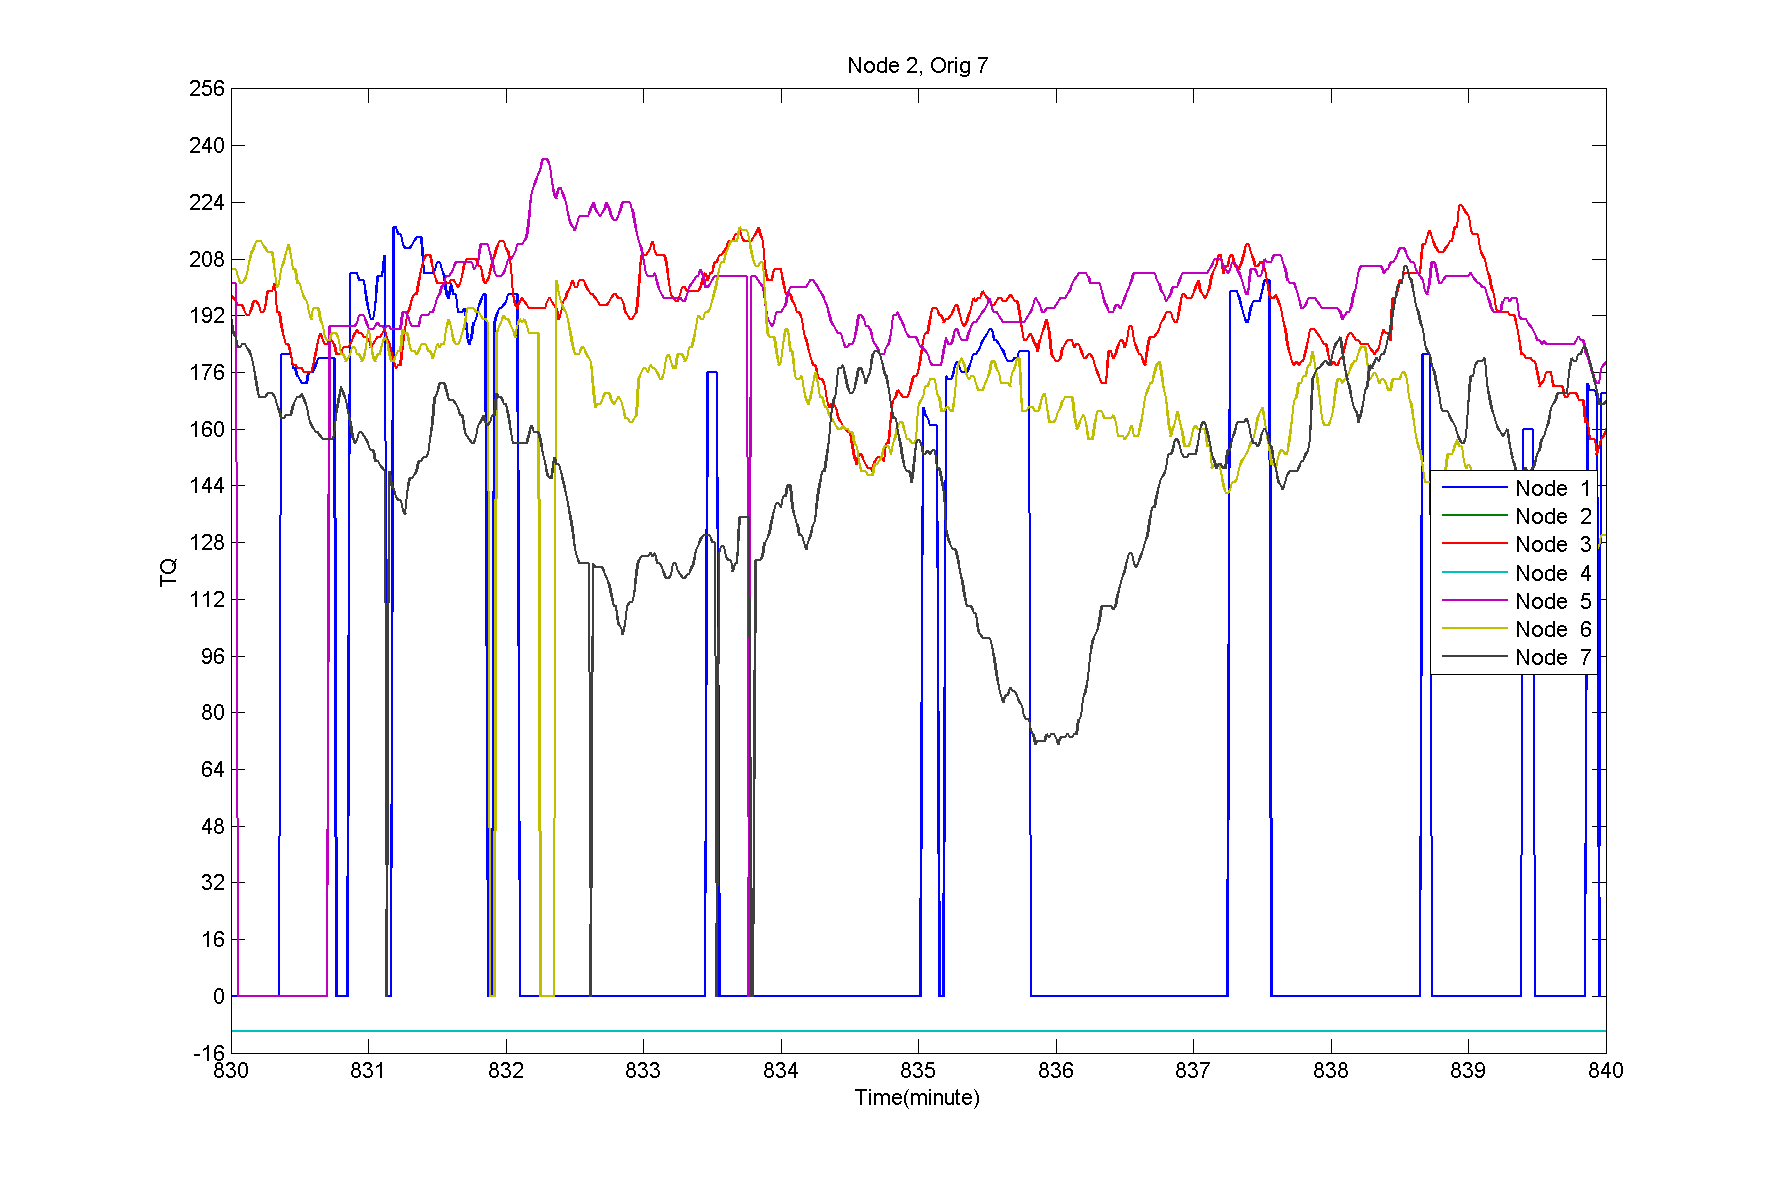 Node 2, Orig 7
256
240
224
208
192
176
160
144
128
112
96
80
64
48
32
16
0
-16
TQ
Node 1
Node 2
Node 3
Node 4
Node 5
Node 6
Node 7
830 831 832 833 834 835 836 837 838 839 840
Time(minute)